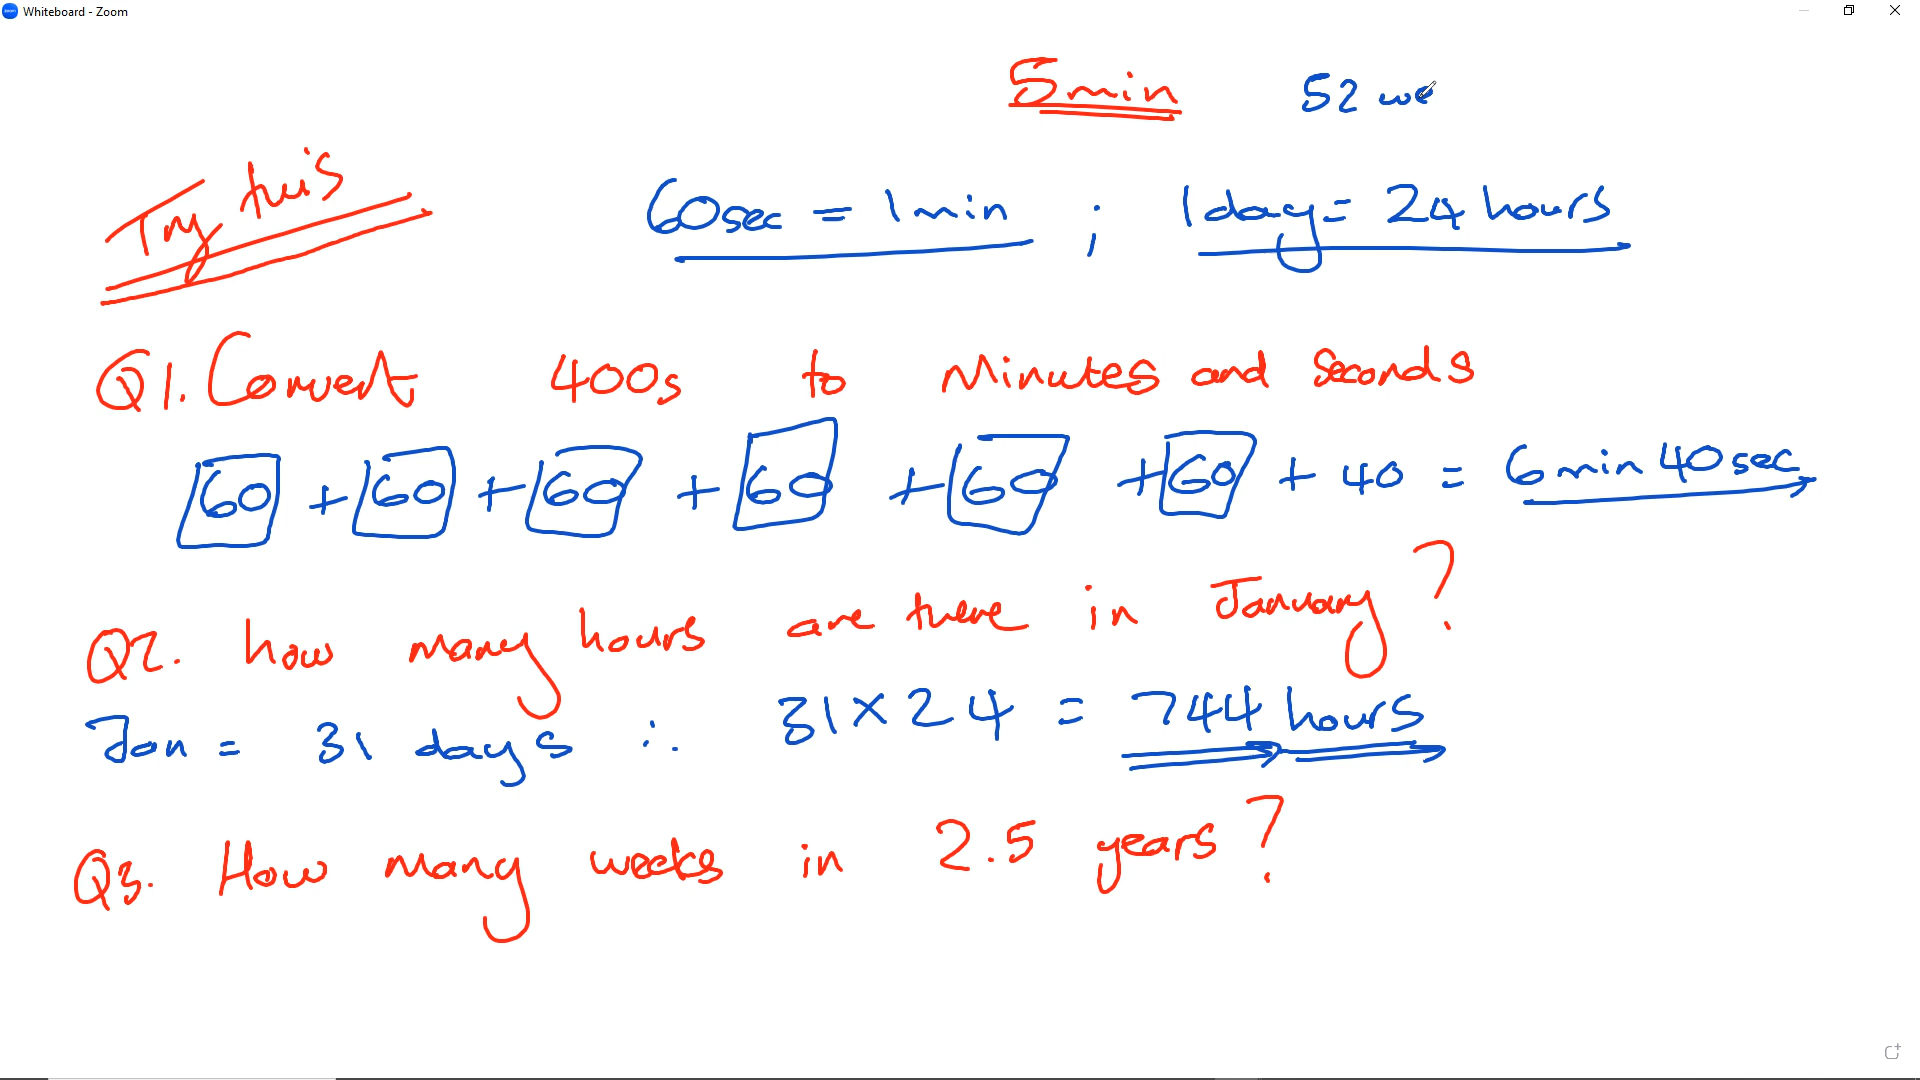 Whiteboard - Zoom
5min 52 we
Try this
60sec = 1min ; 1day = 24 hours
Q1. Convert 400s to Minutes and Seconds
60 + 60 + 60 + 60 + 60 + 60 + 40 = 6min 40sec
Q2. how many hours are there in January?
Jan = 31 days ∴ 31 × 24 = 744 hours
Q3. How many weeks in 2.5 years?